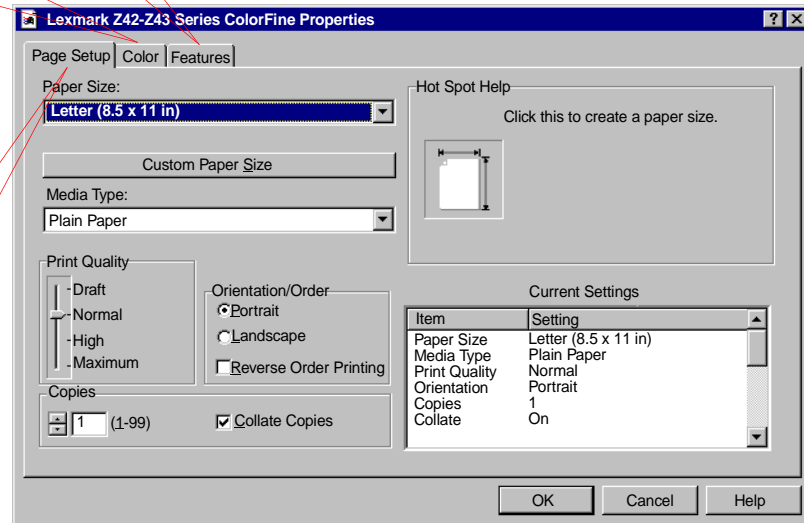 Lexmark Z42-Z43 Series ColorFine Properties
Page Setup Color Features
Paper Size:
Letter (8.5 x 11 in)
Custom Paper Size
Media Type:
Plain Paper
Print Quality
Draft
Normal
High
Maximum
Orientation/Order
Portrait
Landscape
Reverse Order Printing
Copies
1 (1-99)
Collate Copies
Hot Spot Help
Click this to create a paper size.
Current Settings
Item Setting
Paper Size Letter (8.5 x 11 in)
Media Type Plain Paper
Print Quality Normal
Orientation Portrait
Copies 1
Collate On
OK Cancel Help